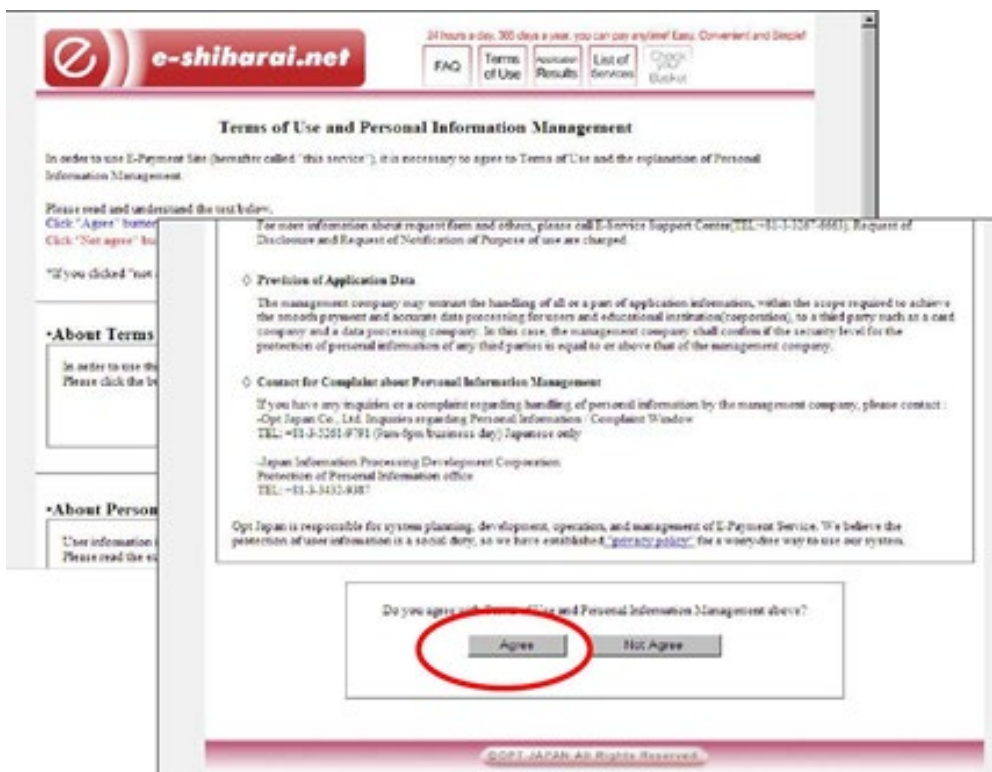 24 hours a day, 365 days a year, you can pay anytime! Easy, Convenient and Simple!
e-shiharai.net
FAQ
Terms of Use
Application Results
List of Services
Check your Basket
Terms of Use and Personal Information Management
In order to use E-Payment Site (hereafter called "this service"), it is necessary to agree to Terms of Use and the explanation of Personal
Information Management.
Please read and understand the text below.
Click "Agree" button
Click "Not agree"
*If you clicked "not
•About Terms
In order to use
Please click the
•About Person
User information
Please read the
For more information about request form and others, please call E-Service Support Center(TEL:+81-3-5267-6663). Request of
Disclosure and Request of Notification of Purpose of use are charged.
◇ Provision of Application Data
The management company may entrust the handling of all or a part of application information, within the scope required to achieve
the smooth payment and accurate data processing for users and educational institution(corporation), to a third party such as a card
company and a data processing company. In this case, the management company shall confirm if the security level for the
protection of personal information of any third parties is equal to or above that of the management company.
◇ Contact for Complaint about Personal Information Management
If you have any inquiries or a complaint regarding handling of personal information by the management company, please contact :
-Opt Japan Co., Ltd. Inquiries regarding Personal Information / Complaint Window
TEL: +81-3-5261-9791 (9am-6pm business day) Japanese only
-Japan Information Processing Development Corporation
Protection of Personal Information office
TEL: +81-3-3432-9387
Opt Japan is responsible for system planning, development, operation, and management of E-Payment Service. We believe the
protection of user information is a social duty, so we have established "privacy policy" for a worry-free way to use our system.
Do you agree with Terms of Use and Personal Information Management above?
Agree
Not Agree
©OPT JAPAN All Rights Reserved.